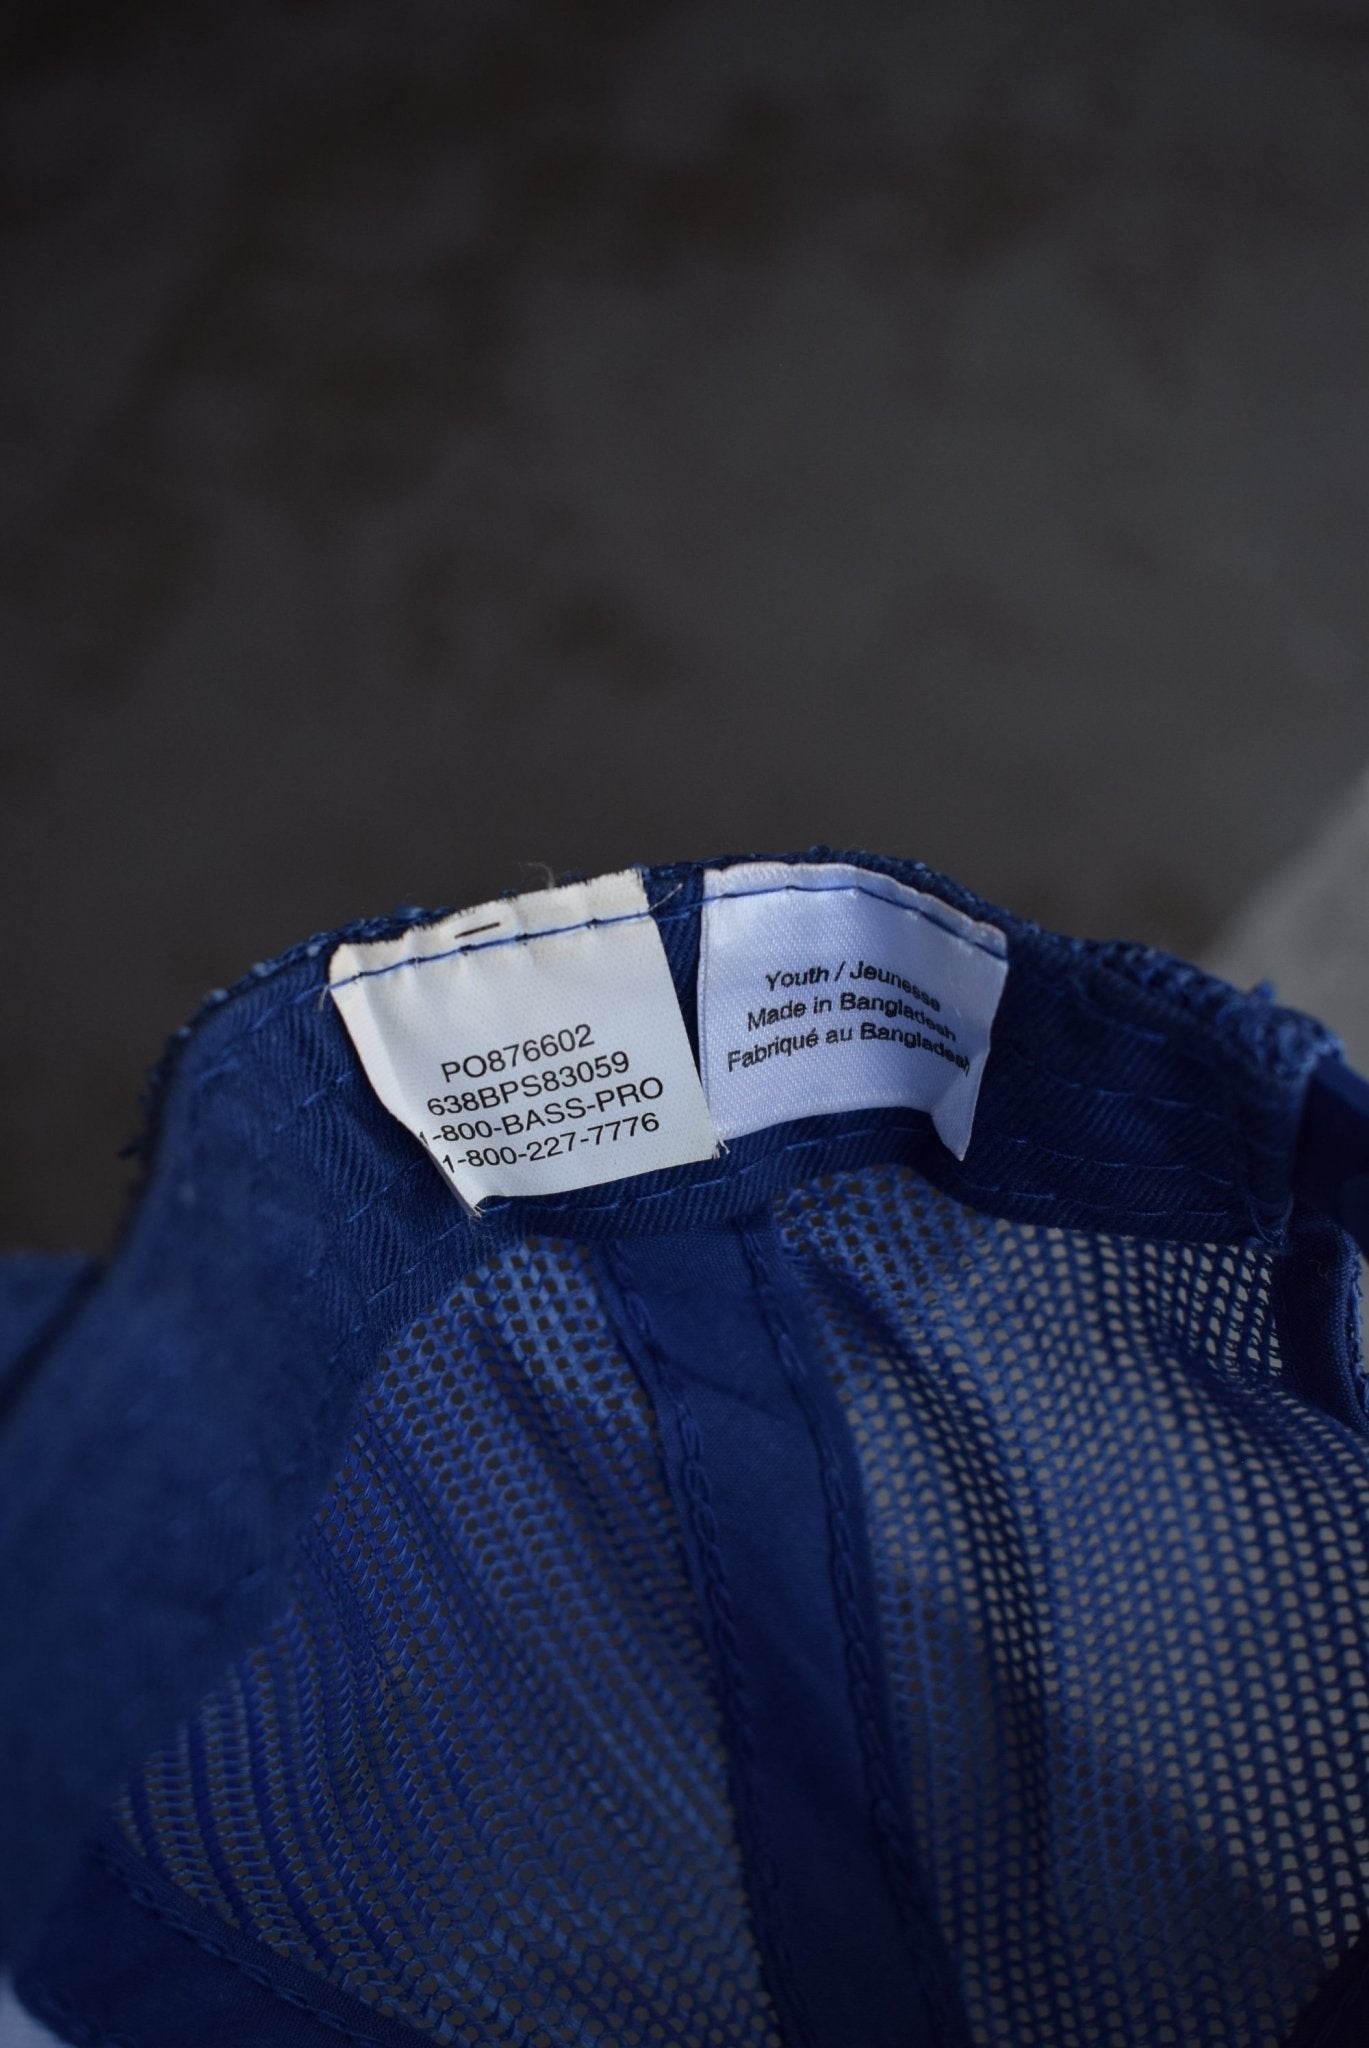 PO876602
638BPS83059
1-800-BASS-PRO
1-800-227-7776
Youth / Jeunesse
Made in Bangladesh
Fabriqué au Bangladesh